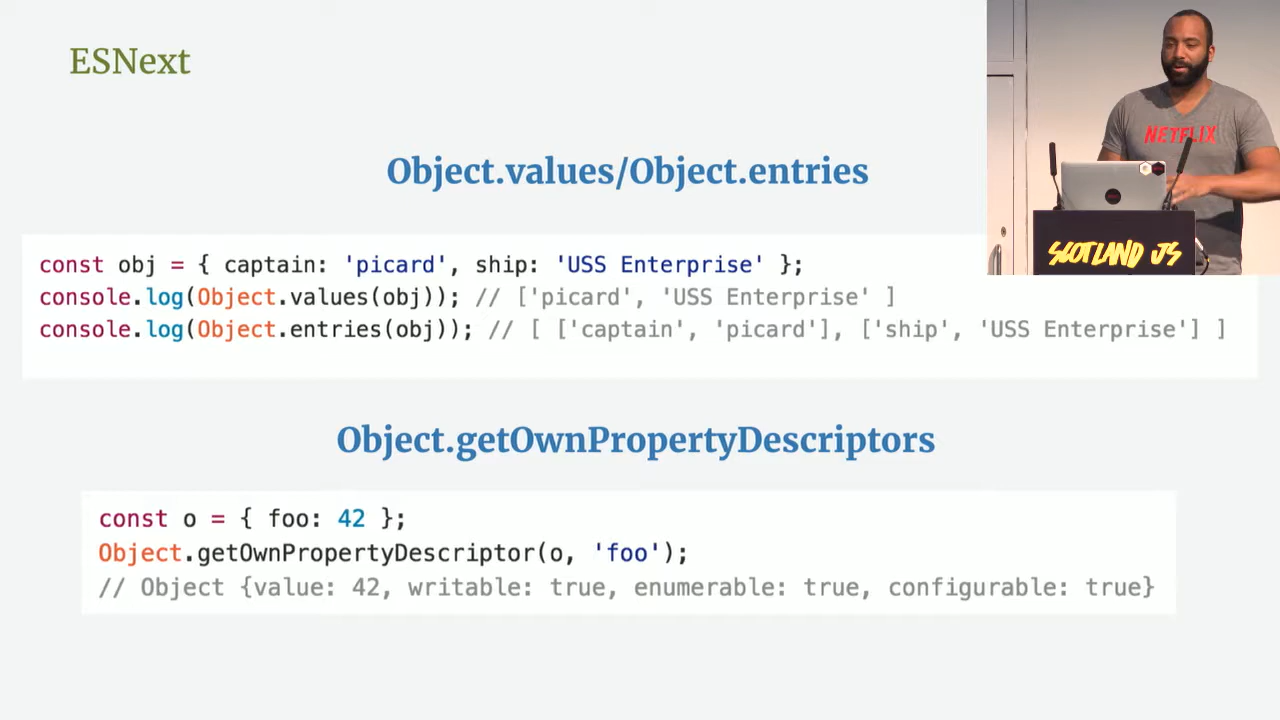 ESNext
NETFLIX
SCOTLAND JS
Object.values/Object.entries
const obj = { captain: 'picard', ship: 'USS Enterprise' };
console.log(Object.values(obj)); // ['picard', 'USS Enterprise' ]
console.log(Object.entries(obj)); // [ ['captain', 'picard'], ['ship', 'USS Enterprise'] ]
Object.getOwnPropertyDescriptors
const o = { foo: 42 };
Object.getOwnPropertyDescriptor(o, 'foo');
// Object {value: 42, writable: true, enumerable: true, configurable: true}